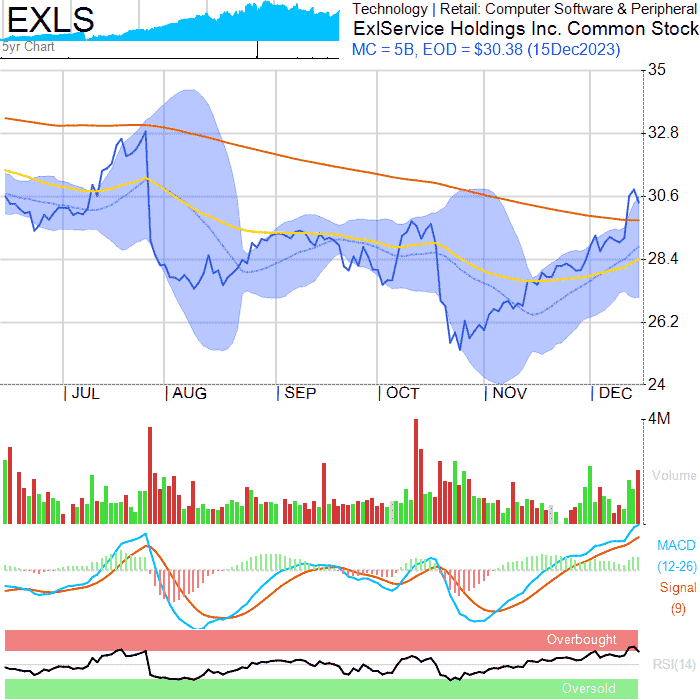 EXLS
5yr Chart
Technology | Retail: Computer Software & Peripheral
ExlService Holdings Inc. Common Stock
MC = 5B, EOD = $30.38 (15Dec2023)
35
32.8
30.6
28.4
26.2
24
JUL
AUG
SEP
OCT
NOV
DEC
4M
Volume
MACD
(12-26)
Signal
(9)
Overbought
RSI(14)
Oversold